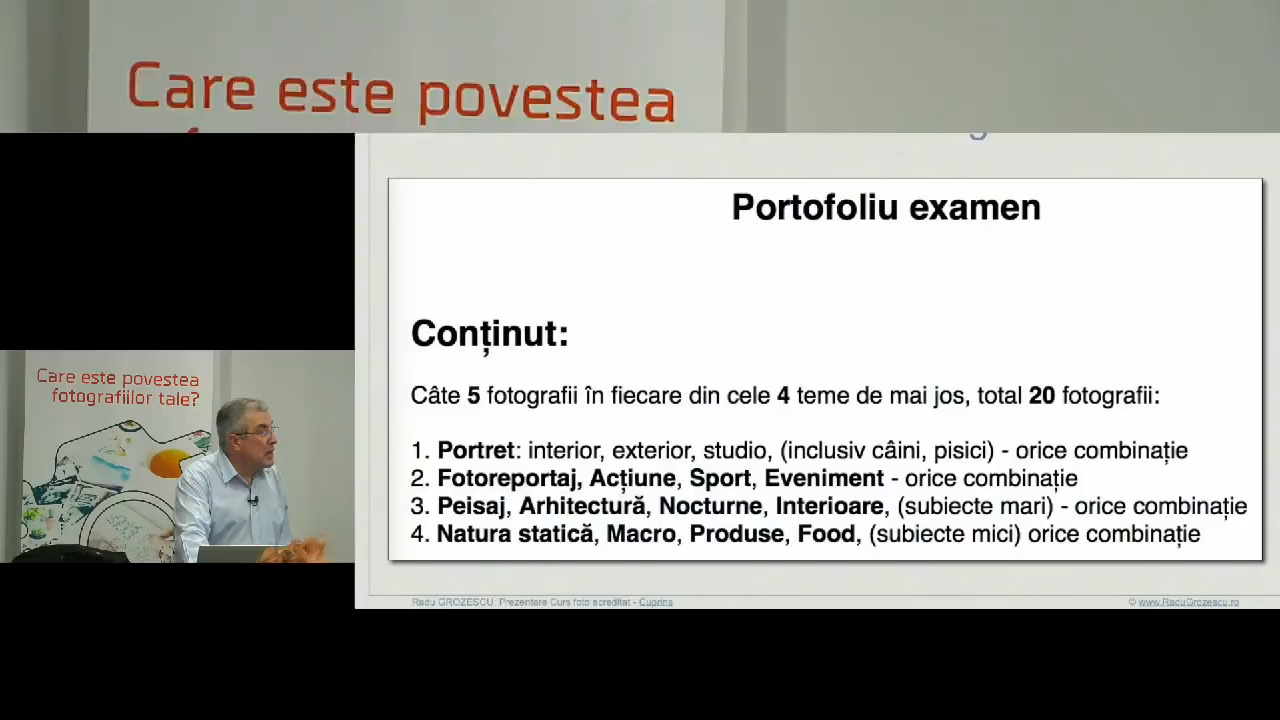 Care este povestea
Portofoliu examen
Conținut:
Câte 5 fotografii în fiecare din cele 4 teme de mai jos, total 20 fotografii:
1. Portret: interior, exterior, studio, (inclusiv câini, pisici) - orice combinație
2. Fotoreportaj, Acțiune, Sport, Eveniment - orice combinație
3. Peisaj, Arhitectură, Nocturne, Interioare, (subiecte mari) - orice combinație
4. Natura statică, Macro, Produse, Food, (subiecte mici) orice combinație
Care este povestea
fotografiilor tale?
Radu GROZESCU: Prezentare Curs foto acreditat - Cuprins
© www.RaduGrozescu.ro